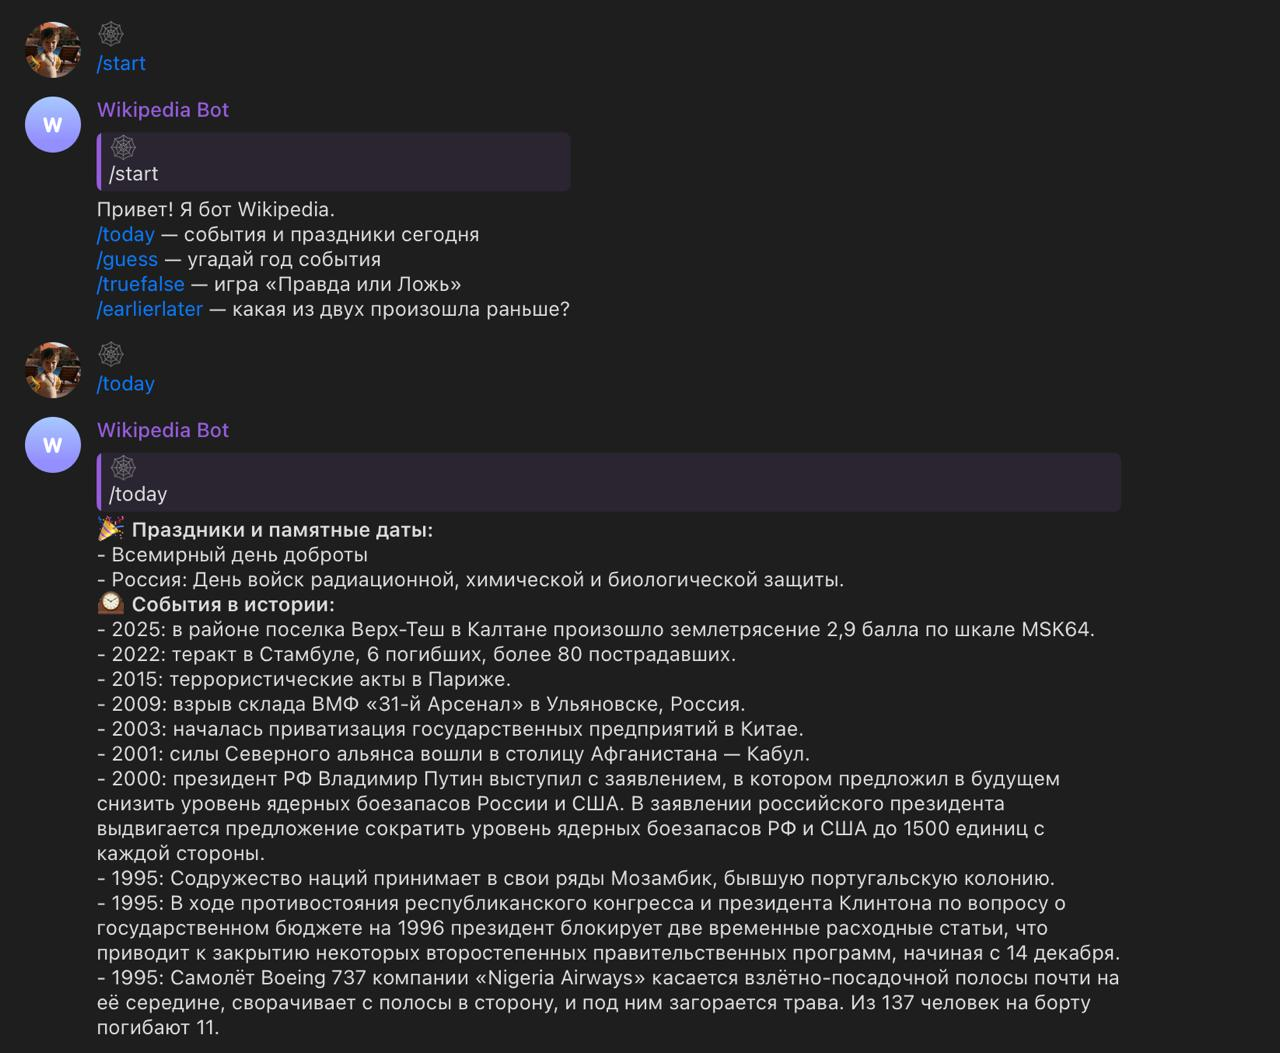 🕸
/start
W
Wikipedia Bot
🕸
/start
Привет! Я бот Wikipedia.
/today — события и праздники сегодня
/guess — угадай год события
/truefalse — игра «Правда или Ложь»
/earlierlater — какая из двух произошла раньше?
🕸
/today
W
Wikipedia Bot
🕸
/today
🎉 Праздники и памятные даты:
- Всемирный день доброты
- Россия: День войск радиационной, химической и биологической защиты.
🕰 События в истории:
- 2025: в районе поселка Верх-Теш в Калтане произошло землетрясение 2,9 балла по шкале MSK64.
- 2022: теракт в Стамбуле, 6 погибших, более 80 пострадавших.
- 2015: террористические акты в Париже.
- 2009: взрыв склада ВМФ «31-й Арсенал» в Ульяновске, Россия.
- 2003: началась приватизация государственных предприятий в Китае.
- 2001: силы Северного альянса вошли в столицу Афганистана — Кабул.
- 2000: президент РФ Владимир Путин выступил с заявлением, в котором предложил в будущем
снизить уровень ядерных боезапасов России и США. В заявлении российского президента
выдвигается предложение сократить уровень ядерных боезапасов РФ и США до 1500 единиц с
каждой стороны.
- 1995: Содружество наций принимает в свои ряды Мозамбик, бывшую португальскую колонию.
- 1995: В ходе противостояния республиканского конгресса и президента Клинтона по вопросу о
государственном бюджете на 1996 президент блокирует две временные расходные статьи, что
приводит к закрытию некоторых второстепенных правительственных программ, начиная с 14 декабря.
- 1995: Самолёт Boeing 737 компании «Nigeria Airways» касается взлётно-посадочной полосы почти на
её середине, сворачивает с полосы в сторону, и под ним загорается трава. Из 137 человек на борту
погибают 11.